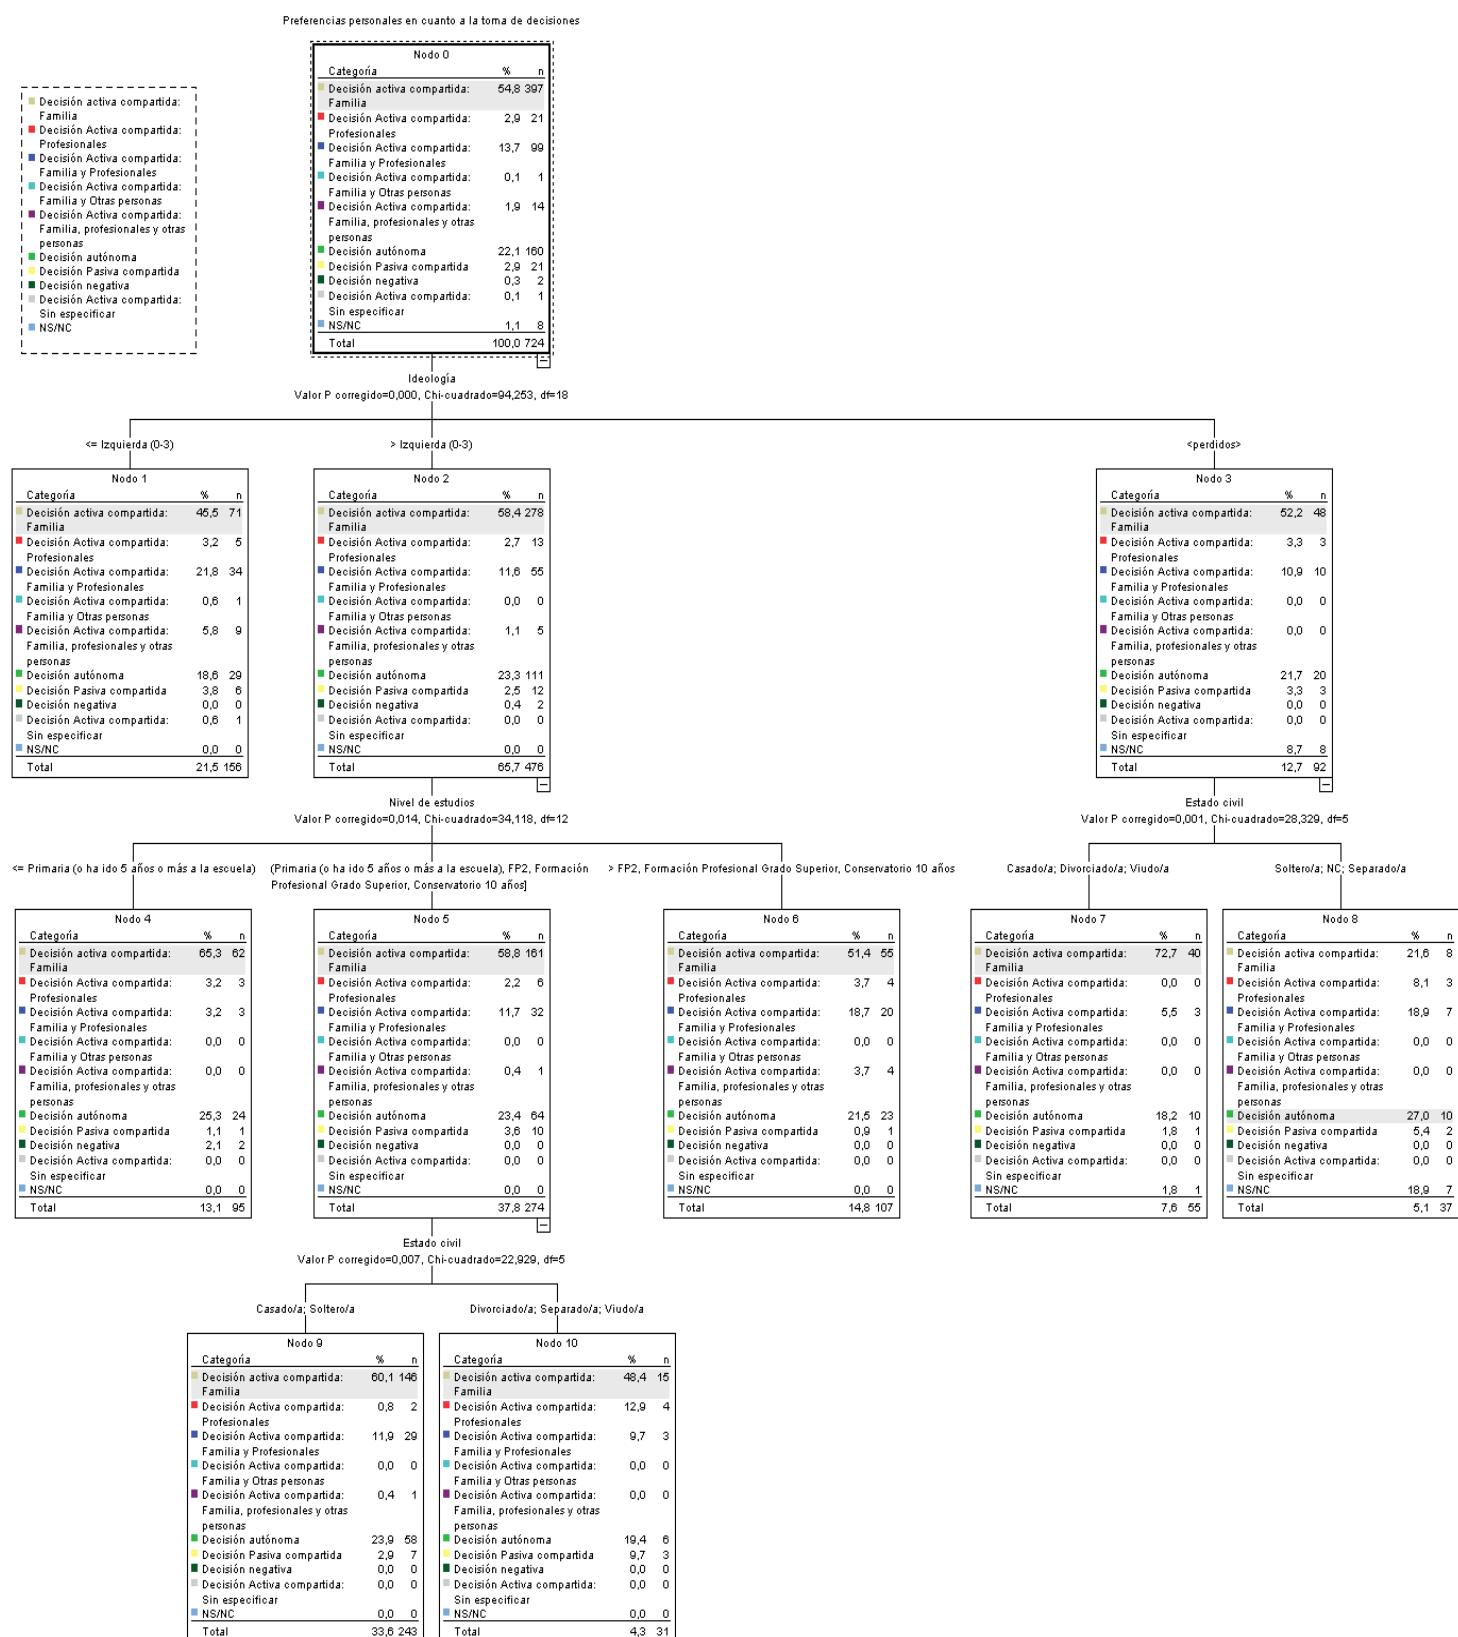 Preferencias personales en cuanto a la toma de decisiones
Decisión activa compartida:
Familia
Decisión Activa compartida:
Profesionales
Decisión Activa compartida:
Familia y Profesionales
Decisión Activa compartida:
Familia y Otras personas
Decisión Activa compartida:
Familia, profesionales y otras
personas
Decisión autónoma
Decisión Pasiva compartida
Decisión negativa
Decisión Activa compartida:
Sin especificar
NS/NC
Nodo 0
Categoría % n
Decisión activa compartida: 54,8 397
Familia
Decisión Activa compartida: 2,9 21
Profesionales
Decisión Activa compartida: 13,7 99
Familia y Profesionales
Decisión Activa compartida: 0,1 1
Familia y Otras personas
Decisión Activa compartida: 1,9 14
Familia, profesionales y otras
personas
Decisión autónoma 22,1 160
Decisión Pasiva compartida 2,9 21
Decisión negativa 0,3 2
Decisión Activa compartida: 0,1 1
Sin especificar
NS/NC 1,1 8
Total 100,0 724
Ideología
Valor P corregido=0,000, Chi-cuadrado=94,253, df=18
<= Izquierda (0-3)
> Izquierda (0-3)
<perdidos>
Nodo 1
Categoría % n
Decisión activa compartida: 45,5 71
Familia
Decisión Activa compartida: 3,2 5
Profesionales
Decisión Activa compartida: 21,8 34
Familia y Profesionales
Decisión Activa compartida: 0,6 1
Familia y Otras personas
Decisión Activa compartida: 5,8 9
Familia, profesionales y otras
personas
Decisión autónoma 18,6 29
Decisión Pasiva compartida 3,8 6
Decisión negativa 0,0 0
Decisión Activa compartida: 0,6 1
Sin especificar
NS/NC 0,0 0
Total 21,5 156
Nodo 2
Categoría % n
Decisión activa compartida: 58,4 278
Familia
Decisión Activa compartida: 2,7 13
Profesionales
Decisión Activa compartida: 11,6 55
Familia y Profesionales
Decisión Activa compartida: 0,0 0
Familia y Otras personas
Decisión Activa compartida: 1,1 5
Familia, profesionales y otras
personas
Decisión autónoma 23,3 111
Decisión Pasiva compartida 2,5 12
Decisión negativa 0,4 2
Decisión Activa compartida: 0,0 0
Sin especificar
NS/NC 0,0 0
Total 65,7 476
Nodo 3
Categoría % n
Decisión activa compartida: 52,2 48
Familia
Decisión Activa compartida: 3,3 3
Profesionales
Decisión Activa compartida: 10,9 10
Familia y Profesionales
Decisión Activa compartida: 0,0 0
Familia y Otras personas
Decisión Activa compartida: 0,0 0
Familia, profesionales y otras
personas
Decisión autónoma 21,7 20
Decisión Pasiva compartida 3,3 3
Decisión negativa 0,0 0
Decisión Activa compartida: 0,0 0
Sin especificar
NS/NC 8,7 8
Total 12,7 92
Nivel de estudios
Valor P corregido=0,014, Chi-cuadrado=34,118, df=12
Estado civil
Valor P corregido=0,001, Chi-cuadrado=28,329, df=5
<= Primaria (o ha ido 5 años o más a la escuela)
(Primaria (o ha ido 5 años o más a la escuela), FP2, Formación
Profesional Grado Superior, Conservatorio 10 años]
> FP2, Formación Profesional Grado Superior, Conservatorio 10 años
Casado/a; Divorciado/a; Viudo/a
Soltero/a; NC; Separado/a
Nodo 4
Categoría % n
Decisión activa compartida: 65,3 62
Familia
Decisión Activa compartida: 3,2 3
Profesionales
Decisión Activa compartida: 3,2 3
Familia y Profesionales
Decisión Activa compartida: 0,0 0
Familia y Otras personas
Decisión Activa compartida: 0,0 0
Familia, profesionales y otras
personas
Decisión autónoma 25,3 24
Decisión Pasiva compartida 1,1 1
Decisión negativa 2,1 2
Decisión Activa compartida: 0,0 0
Sin especificar
NS/NC 0,0 0
Total 13,1 95
Nodo 5
Categoría % n
Decisión activa compartida: 58,8 161
Familia
Decisión Activa compartida: 2,2 6
Profesionales
Decisión Activa compartida: 11,7 32
Familia y Profesionales
Decisión Activa compartida: 0,0 0
Familia y Otras personas
Decisión Activa compartida: 0,4 1
Familia, profesionales y otras
personas
Decisión autónoma 23,4 64
Decisión Pasiva compartida 3,6 10
Decisión negativa 0,0 0
Decisión Activa compartida: 0,0 0
Sin especificar
NS/NC 0,0 0
Total 37,8 274
Nodo 6
Categoría % n
Decisión activa compartida: 51,4 55
Familia
Decisión Activa compartida: 3,7 4
Profesionales
Decisión Activa compartida: 18,7 20
Familia y Profesionales
Decisión Activa compartida: 0,0 0
Familia y Otras personas
Decisión Activa compartida: 3,7 4
Familia, profesionales y otras
personas
Decisión autónoma 21,5 23
Decisión Pasiva compartida 0,9 1
Decisión negativa 0,0 0
Decisión Activa compartida: 0,0 0
Sin especificar
NS/NC 0,0 0
Total 14,8 107
Nodo 7
Categoría % n
Decisión activa compartida: 72,7 40
Familia
Decisión Activa compartida: 0,0 0
Profesionales
Decisión Activa compartida: 5,5 3
Familia y Profesionales
Decisión Activa compartida: 0,0 0
Familia y Otras personas
Decisión Activa compartida: 0,0 0
Familia, profesionales y otras
personas
Decisión autónoma 18,2 10
Decisión Pasiva compartida 1,8 1
Decisión negativa 0,0 0
Decisión Activa compartida: 0,0 0
Sin especificar
NS/NC 1,8 1
Total 7,6 55
Nodo 8
Categoría % n
Decisión activa compartida: 21,6 8
Familia
Decisión Activa compartida: 8,1 3
Profesionales
Decisión Activa compartida: 18,9 7
Familia y Profesionales
Decisión Activa compartida: 0,0 0
Familia y Otras personas
Decisión Activa compartida: 0,0 0
Familia, profesionales y otras
personas
Decisión autónoma 27,0 10
Decisión Pasiva compartida 5,4 2
Decisión negativa 0,0 0
Decisión Activa compartida: 0,0 0
Sin especificar
NS/NC 18,9 7
Total 5,1 37
Estado civil
Valor P corregido=0,007, Chi-cuadrado=22,929, df=5
Casado/a; Soltero/a
Divorciado/a; Separado/a; Viudo/a
Nodo 9
Categoría % n
Decisión activa compartida: 60,1 146
Familia
Decisión Activa compartida: 0,8 2
Profesionales
Decisión Activa compartida: 11,9 29
Familia y Profesionales
Decisión Activa compartida: 0,0 0
Familia y Otras personas
Decisión Activa compartida: 0,4 1
Familia, profesionales y otras
personas
Decisión autónoma 23,9 58
Decisión Pasiva compartida 2,9 7
Decisión negativa 0,0 0
Decisión Activa compartida: 0,0 0
Sin especificar
NS/NC 0,0 0
Total 33,6 243
Nodo 10
Categoría % n
Decisión activa compartida: 48,4 15
Familia
Decisión Activa compartida: 12,9 4
Profesionales
Decisión Activa compartida: 9,7 3
Familia y Profesionales
Decisión Activa compartida: 0,0 0
Familia y Otras personas
Decisión Activa compartida: 0,0 0
Familia, profesionales y otras
personas
Decisión autónoma 19,4 6
Decisión Pasiva compartida 9,7 3
Decisión negativa 0,0 0
Decisión Activa compartida: 0,0 0
Sin especificar
NS/NC 0,0 0
Total 4,3 31